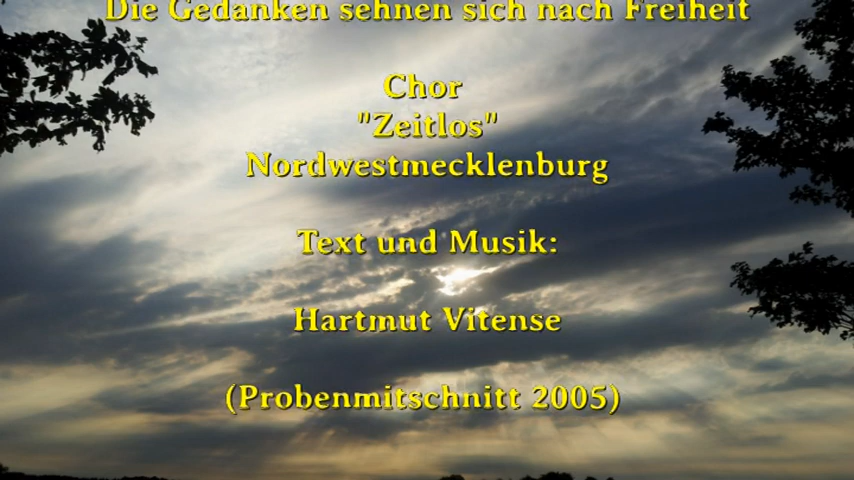 Die Gedanken sehnen sich nach Freiheit
Chor
"Zeitlos"
Nordwestmecklenburg
Text und Musik:
Hartmut Vitense
(Probenmitschnitt 2005)